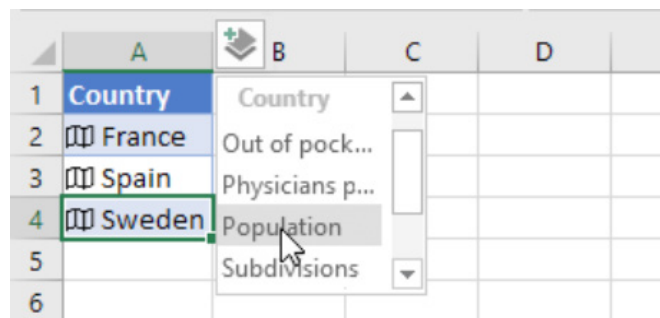 A B C D
1 Country Country
2 France Out of pock...
3 Spain Physicians p...
4 Sweden Population
5 Subdivisions
6